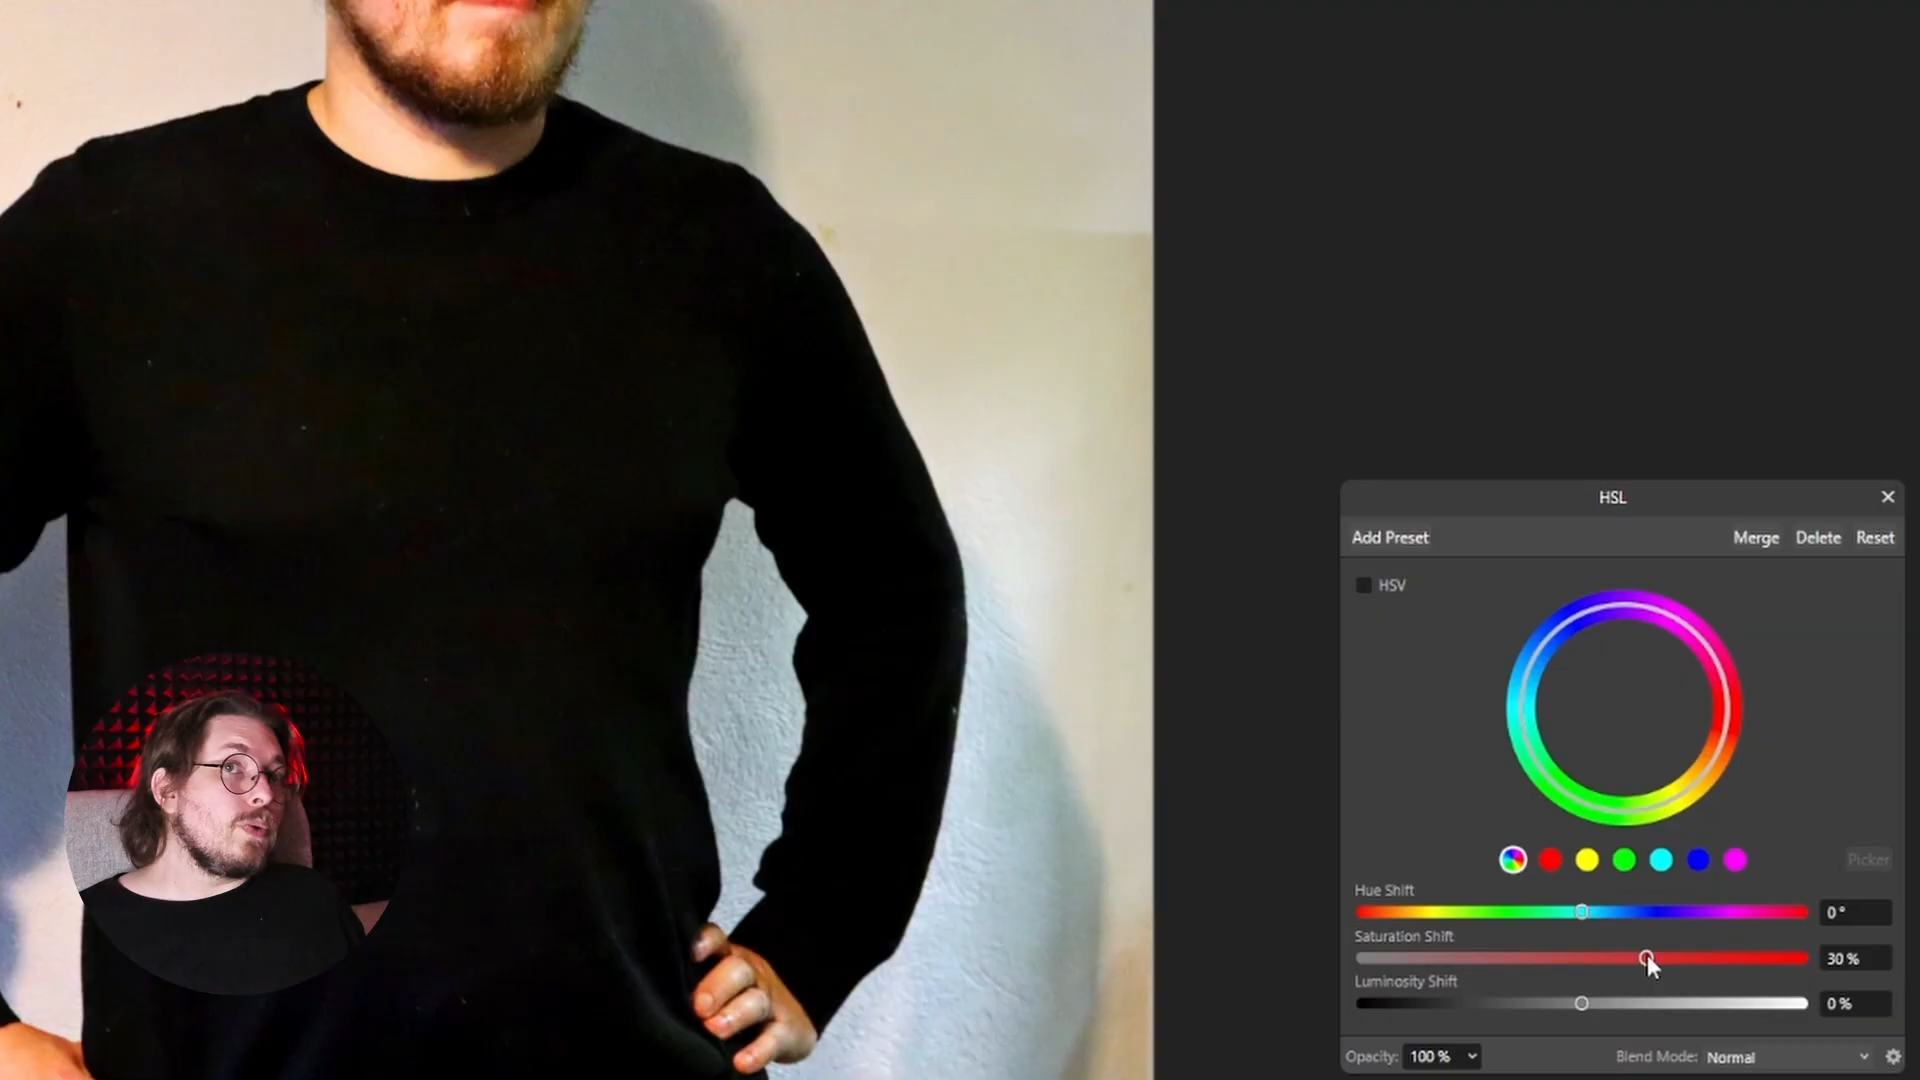 HSL
Add Preset
Merge Delete Reset
HSV
Picker
Hue Shift
0°
Saturation Shift
30 %
Luminosity Shift
0 %
Opacity: 100 % Blend Mode: Normal